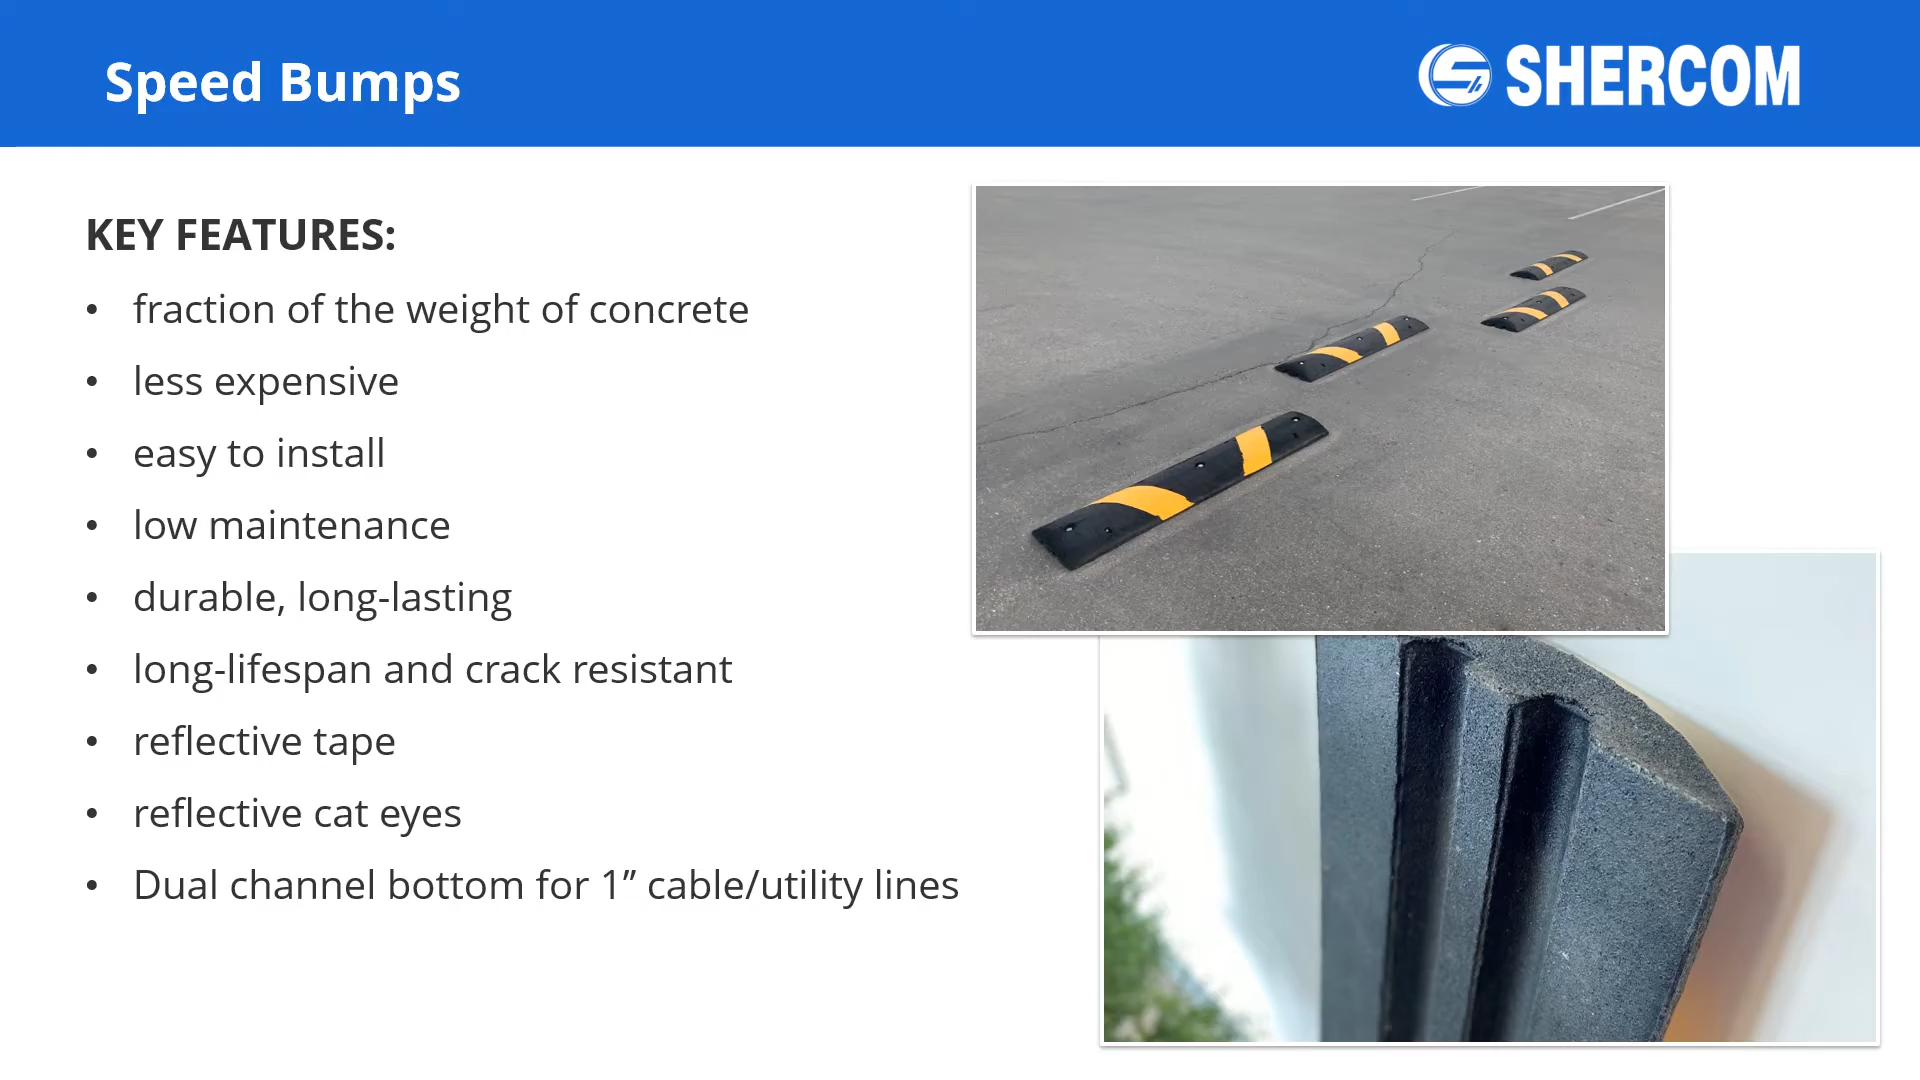 Speed Bumps
SHERCOM
KEY FEATURES:
• fraction of the weight of concrete
• less expensive
• easy to install
• low maintenance
• durable, long-lasting
• long-lifespan and crack resistant
• reflective tape
• reflective cat eyes
• Dual channel bottom for 1” cable/utility lines